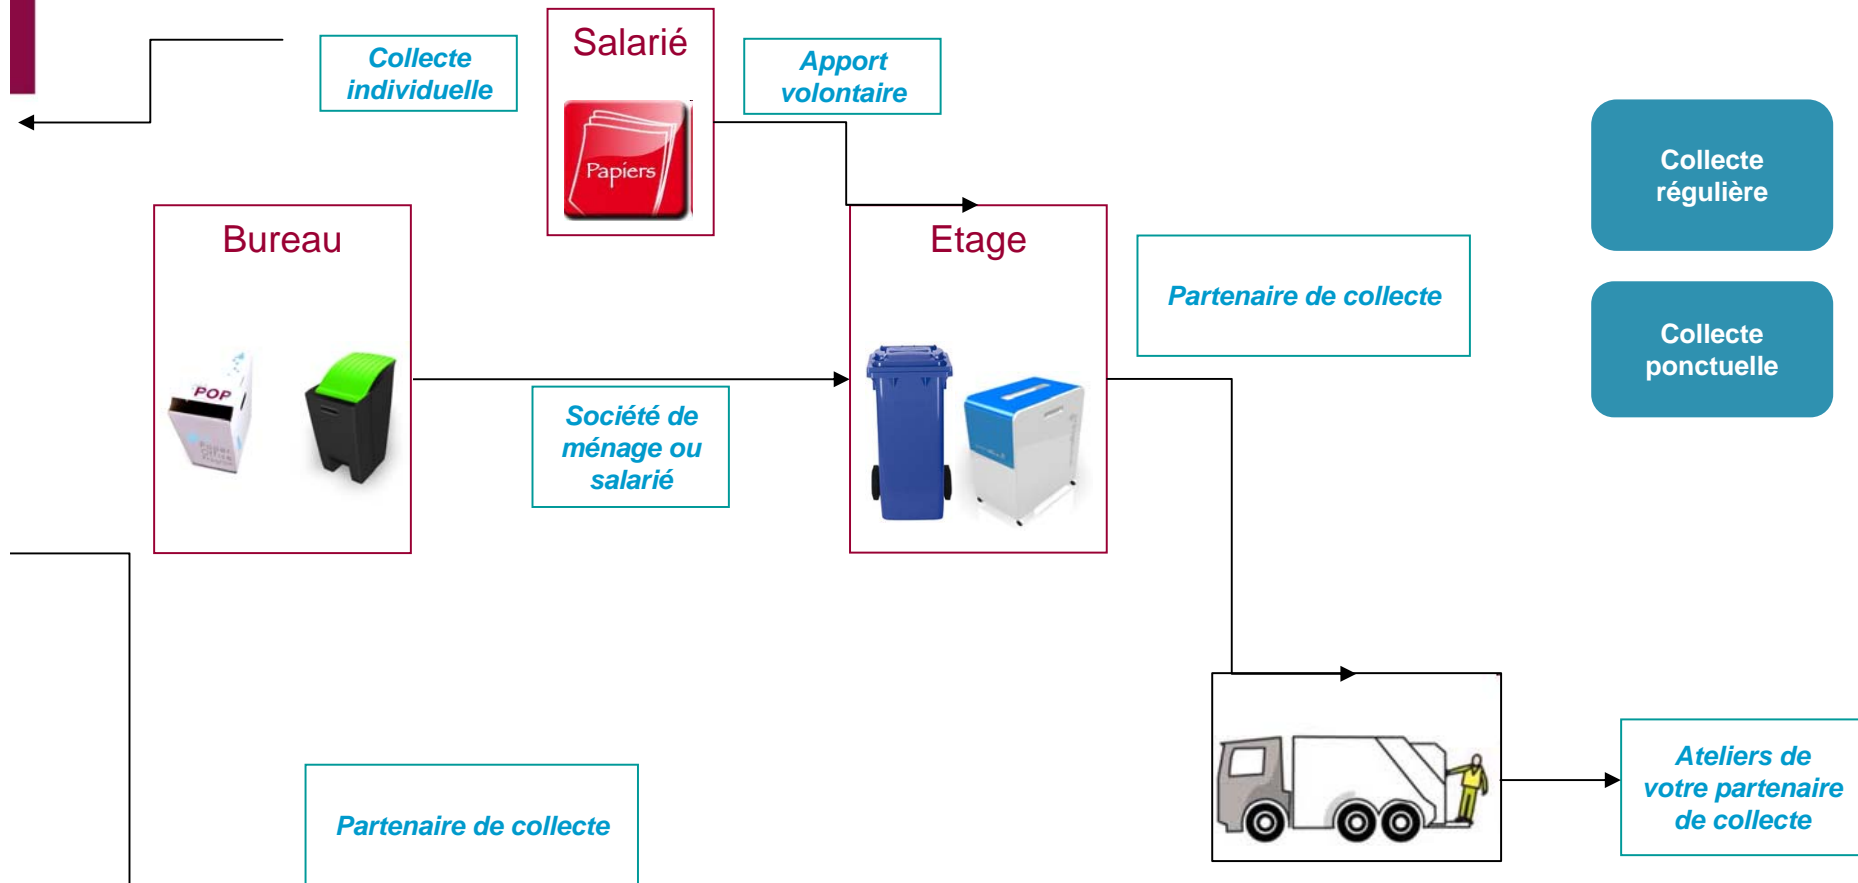 Collecte
individuelle
Salarié
Papiers
Apport
volontaire
Collecte
régulière
Bureau
POP
Etage
Partenaire de collecte
Collecte
ponctuelle
Société de
ménage ou
salarié
Partenaire de collecte
Ateliers de
votre partenaire
de collecte